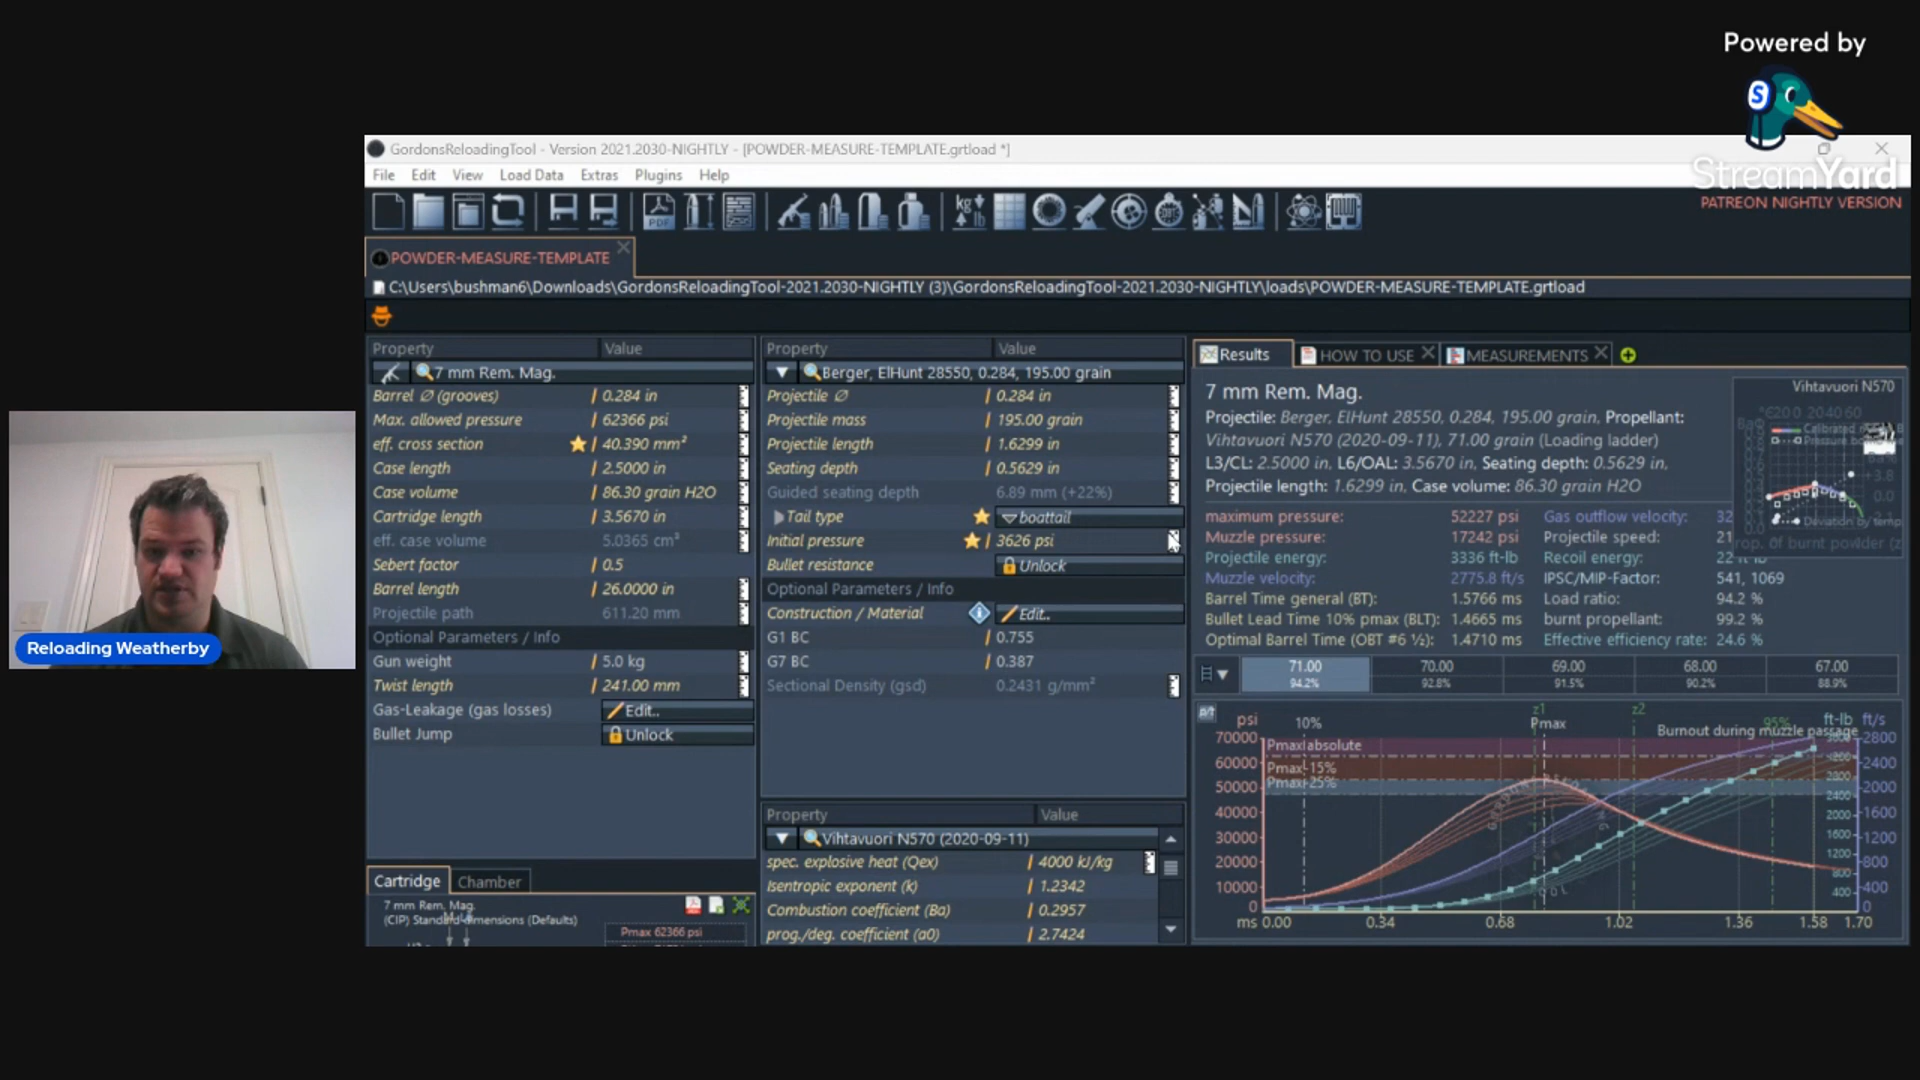 Powered by
S
StreamYard
PATREON NIGHTLY VERSION
GordonsReloadingTool - Version 2021.2030-NIGHTLY - [POWDER-MEASURE-TEMPLATE.grtload *]
File Edit View Load Data Extras Plugins Help
POWDER-MEASURE-TEMPLATE
C:\Users\bushman6\Downloads\GordonsReloadingTool-2021.2030-NIGHTLY (3)\GordonsReloadingTool-2021.2030-NIGHTLY\loads\POWDER-MEASURE-TEMPLATE.grtload
Property Value
7 mm Rem. Mag.
Barrel Ø (grooves) 0.284 in
Max. allowed pressure 62366 psi
eff. cross section 40.390 mm²
Case length 2.5000 in
Case volume 86.30 grain H2O
Cartridge length 3.5670 in
eff. case volume 5.0365 cm³
Sebert factor 0.5
Barrel length 26.0000 in
Projectile path 611.20 mm
Optional Parameters / Info
Gun weight 5.0 kg
Twist length 241.00 mm
Gas-Leakage (gas losses) Edit..
Bullet Jump Unlock
Cartridge Chamber
7 mm Rem. Mag.
(CIP) Standard-dimensions (Defaults)
Pmax 62366 psi
Property Value
Berger, ElHunt 28550, 0.284, 195.00 grain
Projectile Ø 0.284 in
Projectile mass 195.00 grain
Projectile length 1.6299 in
Seating depth 0.5629 in
Guided seating depth 6.89 mm (+22%)
Tail type boattail
Initial pressure 3626 psi
Bullet resistance Unlock
Optional Parameters / Info
Construction / Material Edit..
G1 BC 0.755
G7 BC 0.387
Sectional Density (gsd) 0.2431 g/mm²
Property Value
Vihtavuori N570 (2020-09-11)
spec. explosive heat (Qex) 4000 kJ/kg
Isentropic exponent (k) 1.2342
Combustion coefficient (Ba) 0.2957
prog./deg. coefficient (a0) 2.7424
Results HOW TO USE MEASUREMENTS
7 mm Rem. Mag.
Projectile: Berger, ElHunt 28550, 0.284, 195.00 grain, Propellant:
Vihtavuori N570 (2020-09-11), 71.00 grain (Loading ladder)
L3/CL: 2.5000 in, L6/OAL: 3.5670 in, Seating depth: 0.5629 in,
Projectile length: 1.6299 in, Case volume: 86.30 grain H2O
Vihtavuori N570
maximum pressure: 52227 psi Gas outflow velocity: 32
Muzzle pressure: 17242 psi Projectile speed: 21
Projectile energy: 3336 ft-lb Recoil energy: 22
Muzzle velocity: 2775.8 ft/s IPSC/MIP-Factor: 541, 1069
Barrel Time general (BT): 1.5766 ms Load ratio: 94.2 %
Bullet Lead Time 10% pmax (BLT): 1.4665 ms burnt propellant: 99.2 %
Optimal Barrel Time (OBT #6 ½): 1.4710 ms Effective efficiency rate: 24.6 %
71.00 70.00 69.00 68.00 67.00
94.2% 92.8% 91.5% 90.2% 88.9%
psi 10% z1 Pmax z2 95% ft-lb ft/s
Burnout during muzzle passage
70000 Pmax absolute 2800
60000 Pmax-15% 2400
50000 Pmax-25% 2000
40000 1600
30000 1200
20000 800
10000 400
0 0
ms 0.00 0.34 0.68 1.02 1.36 1.58 1.70
Reloading Weatherby